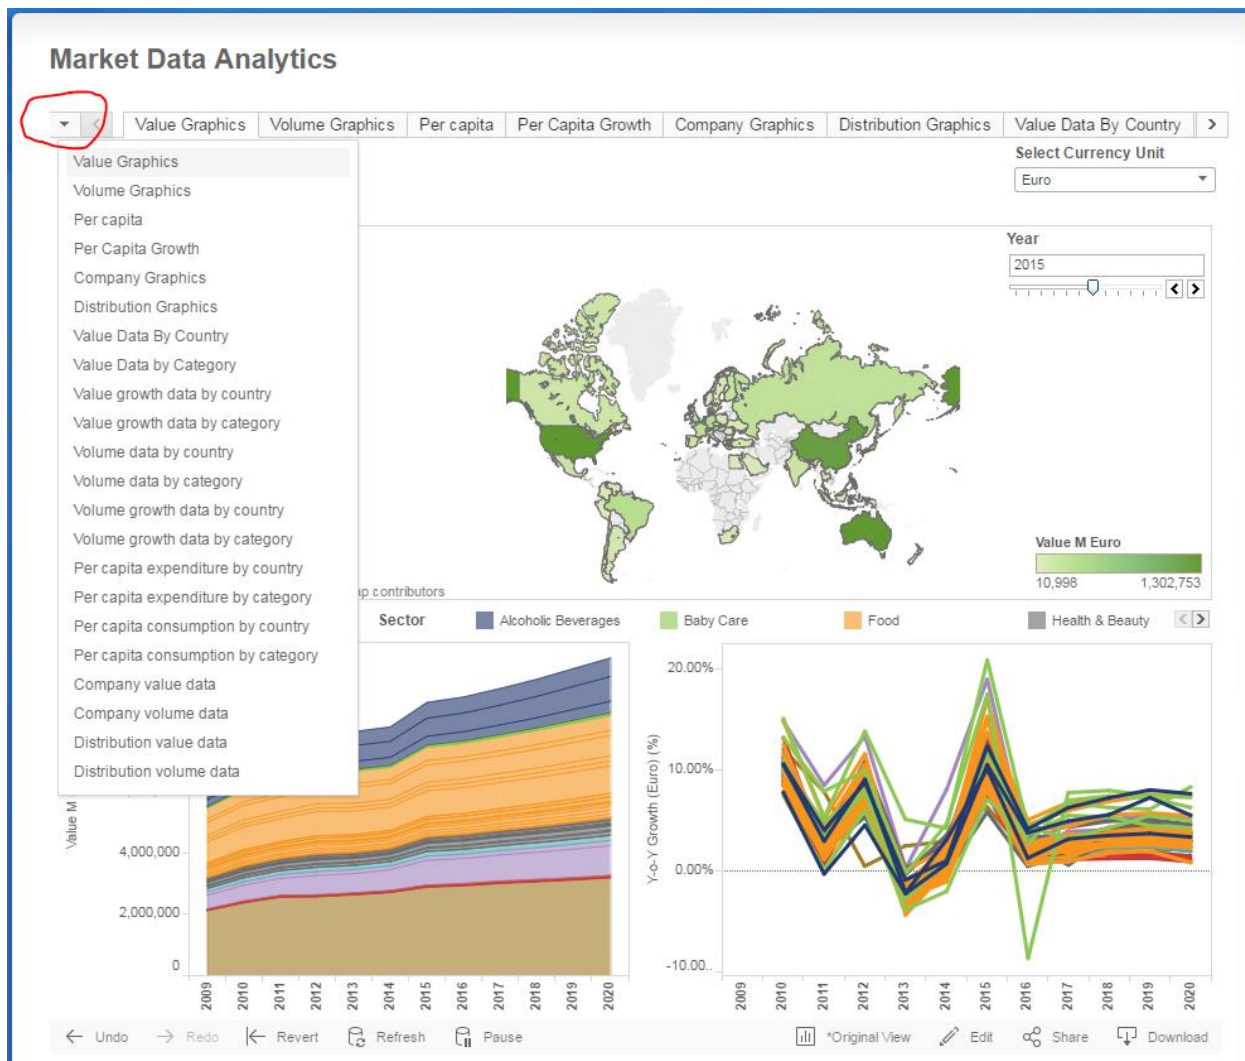 Market Data Analytics
Value Graphics
Volume Graphics
Per capita
Per Capita Growth
Company Graphics
Distribution Graphics
Value Data By Country
Select Currency Unit
Euro
Value Graphics
Volume Graphics
Per capita
Per Capita Growth
Company Graphics
Distribution Graphics
Value Data By Country
Value Data by Category
Value growth data by country
Value growth data by category
Volume data by country
Volume data by category
Volume growth data by country
Volume growth data by category
Per capita expenditure by country
Per capita expenditure by category
Per capita consumption by country
Per capita consumption by category
Company value data
Company volume data
Distribution value data
Distribution volume data
Year
2015
Value M Euro
10,998 1,302,753
contributors
Sector
Alcoholic Beverages
Baby Care
Food
Health & Beauty
Value M
4,000,000
2,000,000
0
2009 2010 2011 2012 2013 2014 2015 2016 2017 2018 2019 2020
Y-o-Y Growth (Euro) (%)
20.00%
10.00%
0.00%
-10.00..
2009 2010 2011 2012 2013 2014 2015 2016 2017 2018 2019 2020
Undo
Redo
Revert
Refresh
Pause
*Original View
Edit
Share
Download